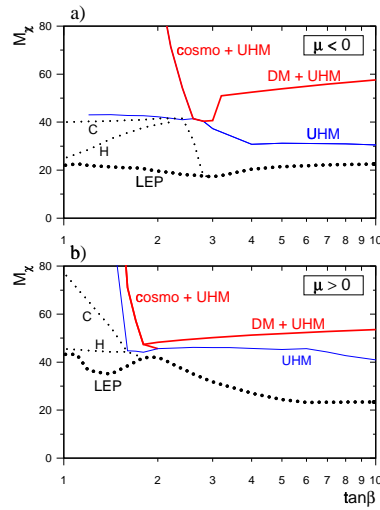 a)
Mχ
80
60
40
20
0
μ < 0
cosmo + UHM
DM + UHM
C
H
UHM
LEP
1 2 3 4 5 6 7 8 9 10
b)
Mχ
80
60
40
20
0
μ > 0
cosmo + UHM
C
DM + UHM
H
UHM
LEP
1 2 3 4 5 6 7 8 9 10
tanβ